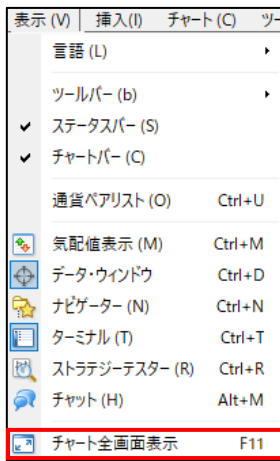 表示 (V) 挿入(I) チャート (C) ツー
言語 (L)
ツールバー (b)
ステータスバー (S)
チャートバー (C)
通貨ペアリスト (O) Ctrl+U
気配値表示 (M) Ctrl+M
データ・ウィンドウ Ctrl+D
ナビゲーター (N) Ctrl+N
ターミナル (T) Ctrl+T
ストラテジーテスター (R) Ctrl+R
チャット (H) Alt+M
チャート全画面表示 F11